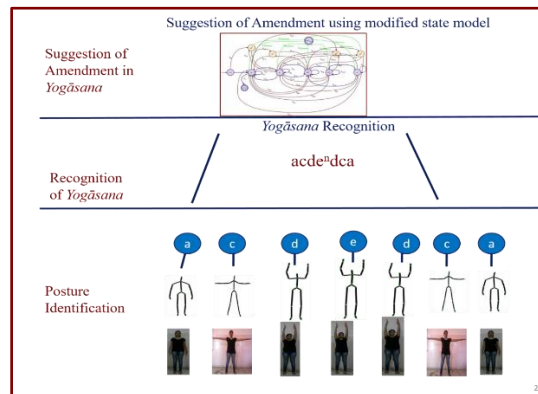 Suggestion of Amendment using modified state model
Suggestion of
Amendment in
Yogāsana
Yogāsana Recognition
acdeⁿdca
Recognition
of Yogāsana
a c d e d c a
Posture
Identification
2